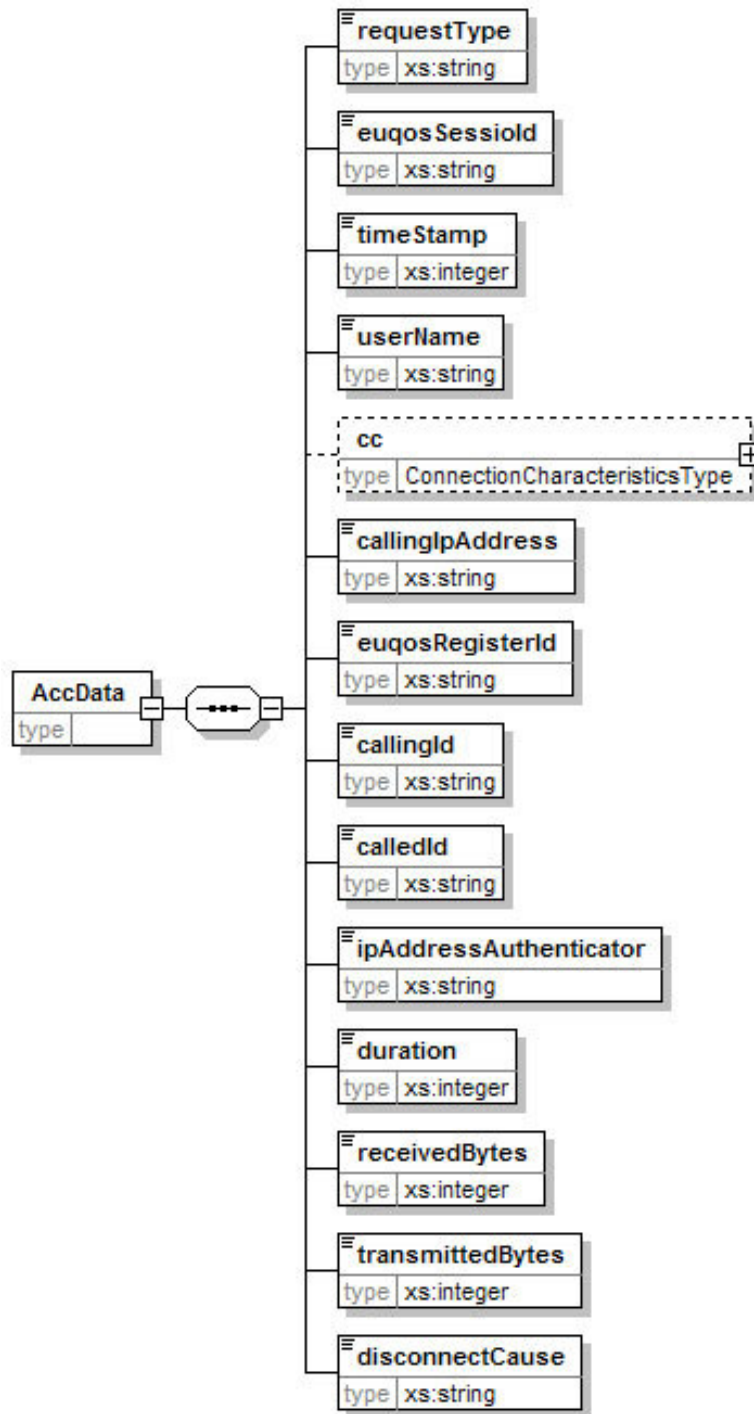 requestType
type xs:string
euqosSessioId
type xs:string
timeStamp
type xs:integer
userName
type xs:string
cc
type ConnectionCharacteristicsType
callingIpAddress
type xs:string
euqosRegisterId
type xs:string
AccData
type
callingId
type xs:string
calledId
type xs:string
ipAddressAuthenticator
type xs:string
duration
type xs:integer
receivedBytes
type xs:integer
transmittedBytes
type xs:integer
disconnectCause
type xs:string